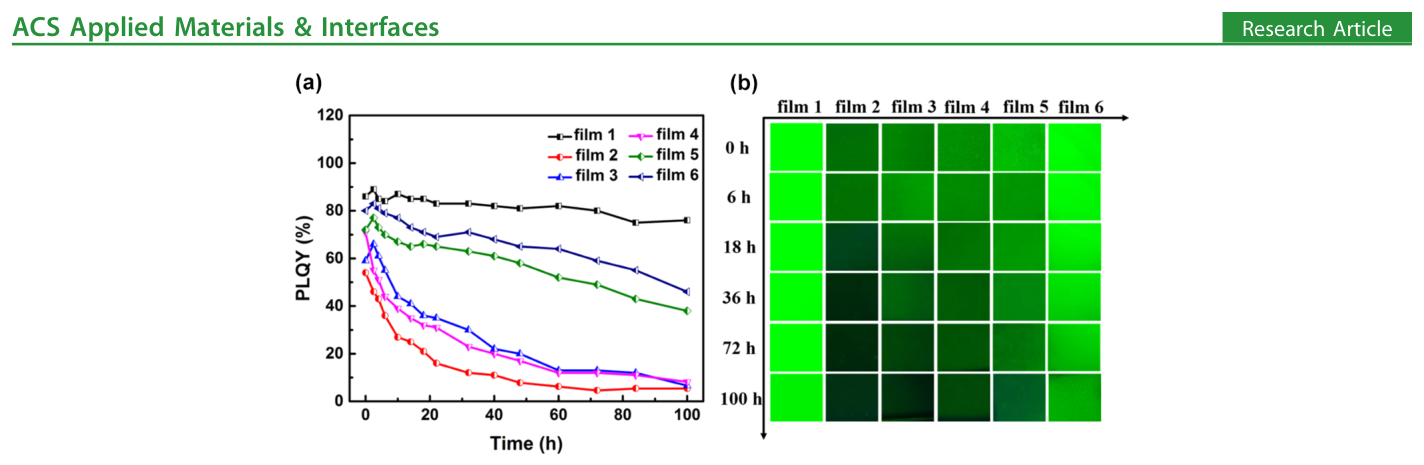 ACS Applied Materials & Interfaces
Research Article
(a)
120
100
80
60
40
20
0
PLQY (%)
0 20 40 60 80 100
Time (h)
film 1 film 4
film 2 film 5
film 3 film 6
(b)
film 1 film 2 film 3 film 4 film 5 film 6
0 h
6 h
18 h
36 h
72 h
100 h